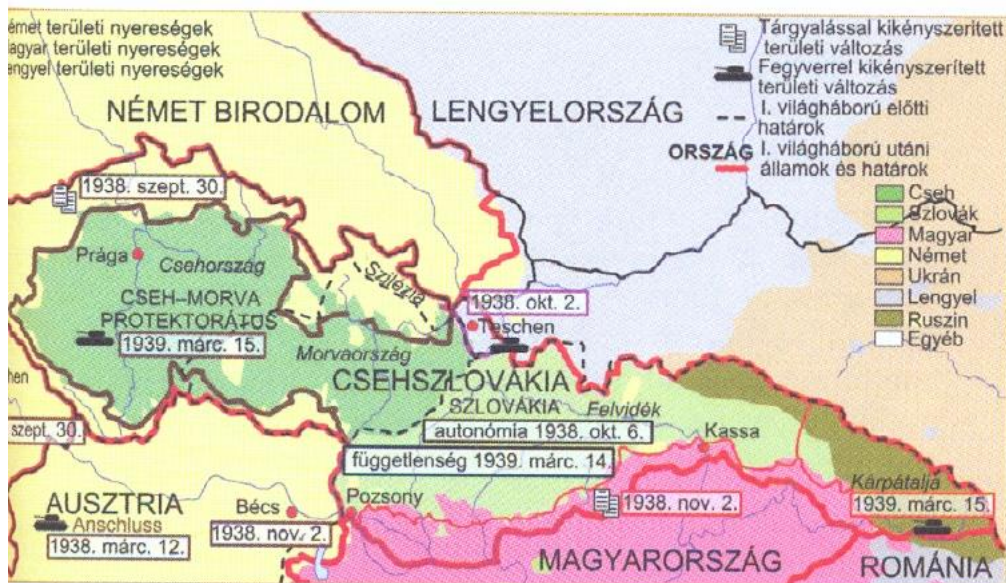 émet területi nyereségek
agyar területi nyereségek
engyel területi nyereségek
Tárgyalással kikényszerített
területi változás
Fegyverrel kikényszerített
területi változás
I. világháború előtti
határok
ORSZÁG I. világháború utáni
államok és határok
Cseh
Szlovák
Magyar
Német
Ukrán
Lengyel
Ruszin
Egyéb
NÉMET BIRODALOM
LENGYELORSZÁG
1938. szept. 30.
Prága
Csehország
Szilézia
CSEH–MORVA
PROTEKTORÁTUS
1939. márc. 15.
1938. okt. 2.
Teschen
Morvaország
CSEHSZLOVÁKIA
SZLOVÁKIA
Felvidék
autonómia 1938. okt. 6.
Kassa
függetlenség 1939. márc. 14.
hen
szept. 30.
Kárpátalja
1939. márc. 15.
AUSZTRIA
Anschluss
1938. márc. 12.
Bécs
Pozsony
1938. nov. 2.
1938. nov. 2.
MAGYARORSZÁG
ROMÁNIA